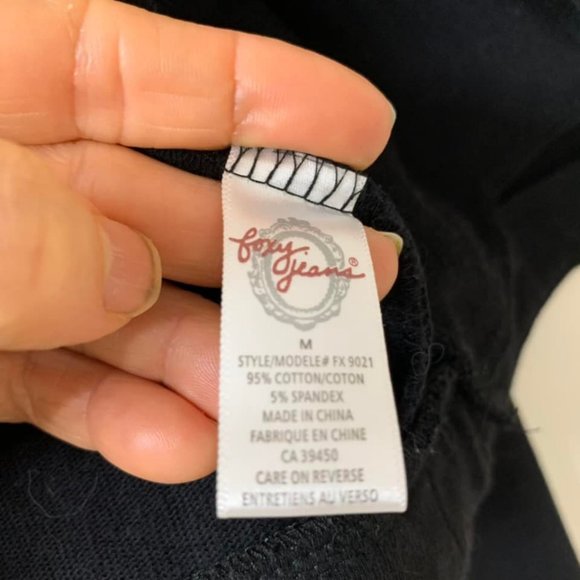 foxy
jeans®
M
STYLE/MODELE# FX 9021
95% COTTON/COTON
5% SPANDEX
MADE IN CHINA
FABRIQUE EN CHINE
CA 39450
CARE ON REVERSE
ENTRETIENS AU VERSO